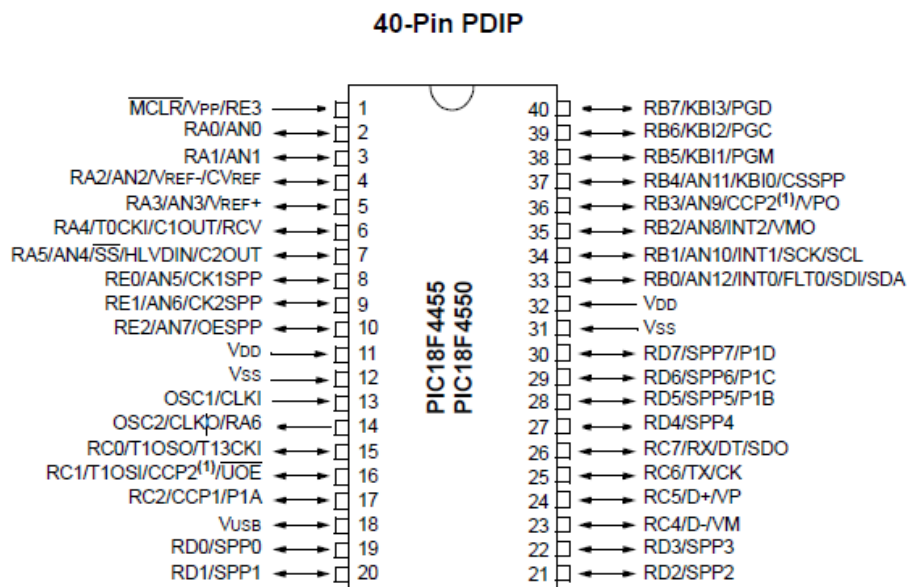 40-Pin PDIP
MCLR/VPP/RE3 1 40 RB7/KBI3/PGD
RA0/AN0 2 39 RB6/KBI2/PGC
RA1/AN1 3 38 RB5/KBI1/PGM
RA2/AN2/VREF-/CVREF 4 37 RB4/AN11/KBI0/CSSPP
RA3/AN3/VREF+ 5 36 RB3/AN9/CCP2(1)/VPO
RA4/T0CKI/C1OUT/RCV 6 35 RB2/AN8/INT2/VMO
RA5/AN4/SS/HLVDIN/C2OUT 7 34 RB1/AN10/INT1/SCK/SCL
RE0/AN5/CK1SPP 8 33 RB0/AN12/INT0/FLT0/SDI/SDA
RE1/AN6/CK2SPP 9 32 VDD
RE2/AN7/OESPP 10 31 VSS
VDD 11 30 RD7/SPP7/P1D
VSS 12 29 RD6/SPP6/P1C
OSC1/CLKI 13 28 RD5/SPP5/P1B
OSC2/CLKO/RA6 14 27 RD4/SPP4
RC0/T1OSO/T13CKI 15 26 RC7/RX/DT/SDO
RC1/T1OSI/CCP2(1)/UOE 16 25 RC6/TX/CK
RC2/CCP1/P1A 17 24 RC5/D+/VP
VUSB 18 23 RC4/D-/VM
RD0/SPP0 19 22 RD3/SPP3
RD1/SPP1 20 21 RD2/SPP2
PIC18F4455
PIC18F4550